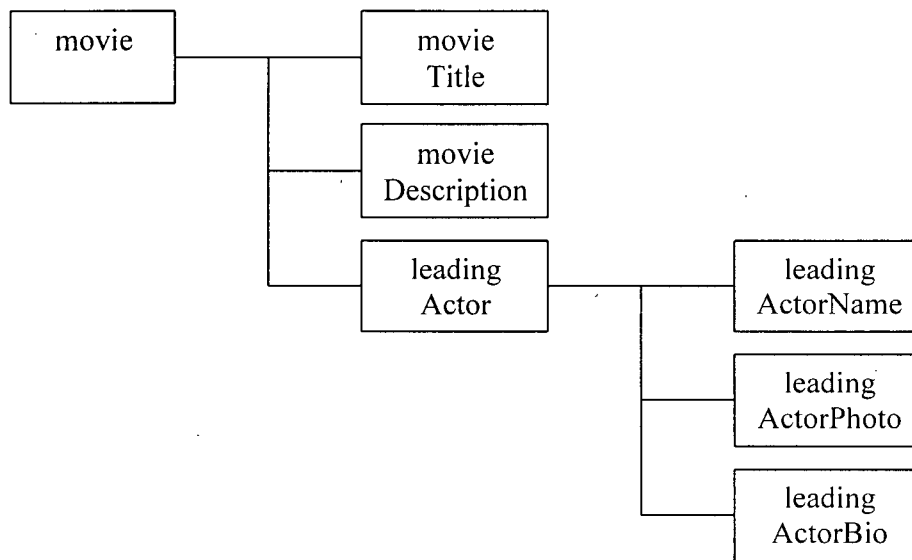 movie
movie
Title
movie
Description
leading
Actor
leading
ActorName
leading
ActorPhoto
leading
ActorBio